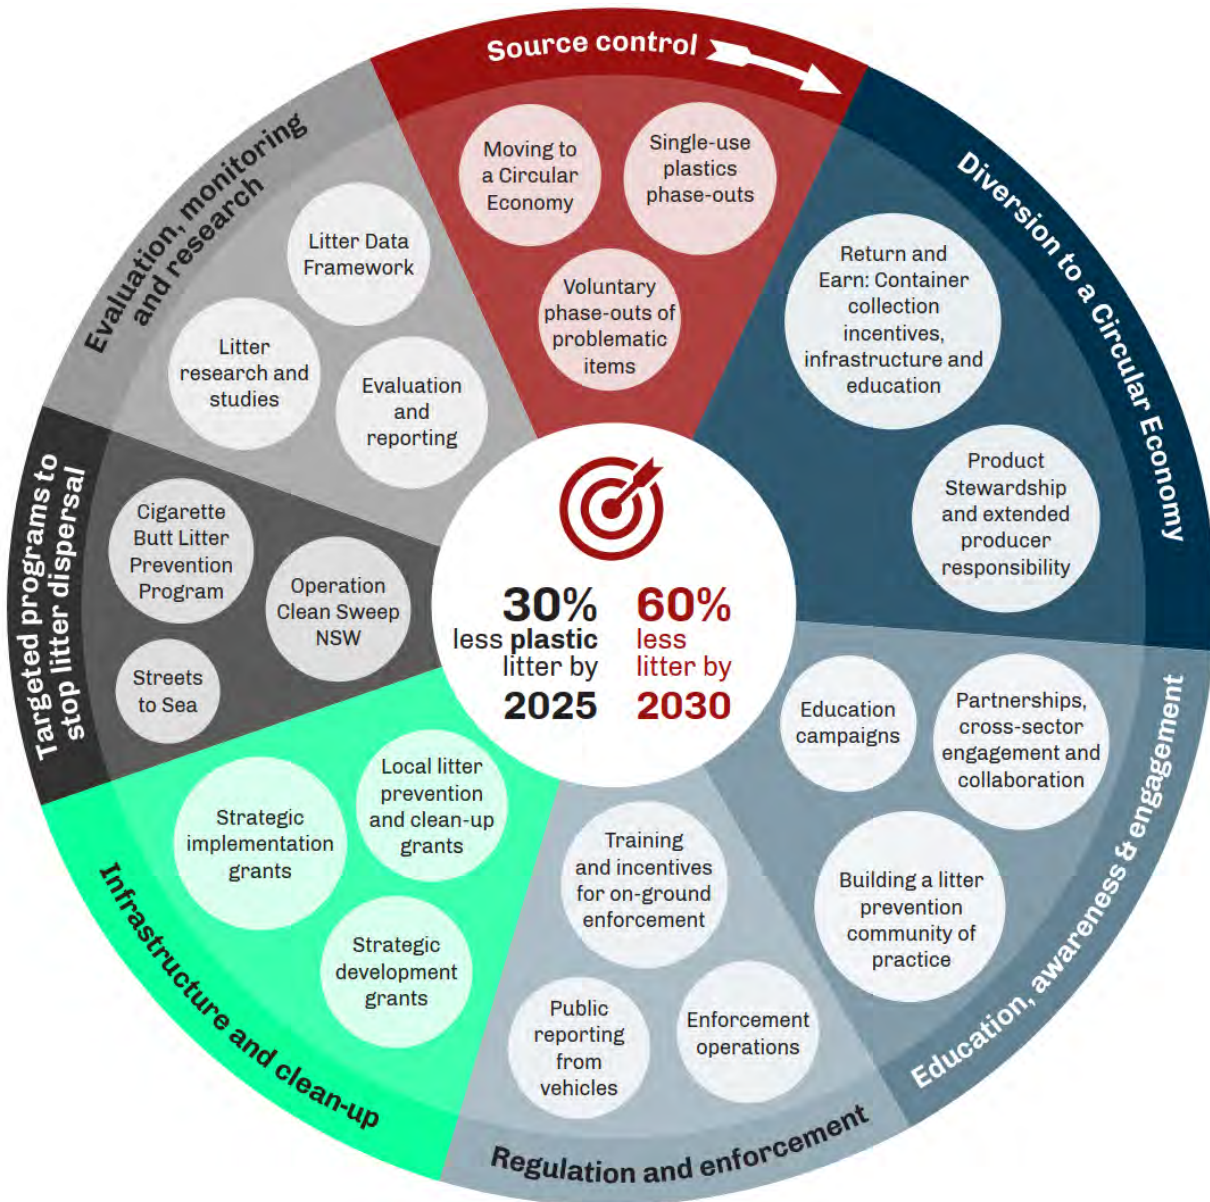 Source control
Moving to
a Circular
Economy
Single-use
plastics
phase-outs
Voluntary
phase-outs of
problematic
items
Diversion to a Circular Economy
Return and
Earn: Container
collection
incentives,
infrastructure and
education
Product
Stewardship
and extended
producer
responsibility
Education, awareness & engagement
Education
campaigns
Partnerships,
cross-sector
engagement and
collaboration
Building a litter
prevention
community of
practice
Regulation and enforcement
Training
and incentives
for on-ground
enforcement
Public
reporting
from
vehicles
Enforcement
operations
Infrastructure and clean-up
Local litter
prevention
and clean-up
grants
Strategic
implementation
grants
Strategic
development
grants
Targeted programs to
stop litter dispersal
Cigarette
Butt Litter
Prevention
Program
Operation
Clean Sweep
NSW
Streets
to Sea
Evaluation, monitoring
and research
Litter Data
Framework
Litter
research and
studies
Evaluation
and
reporting
30%
less plastic
litter by
2025
60%
less
litter by
2030